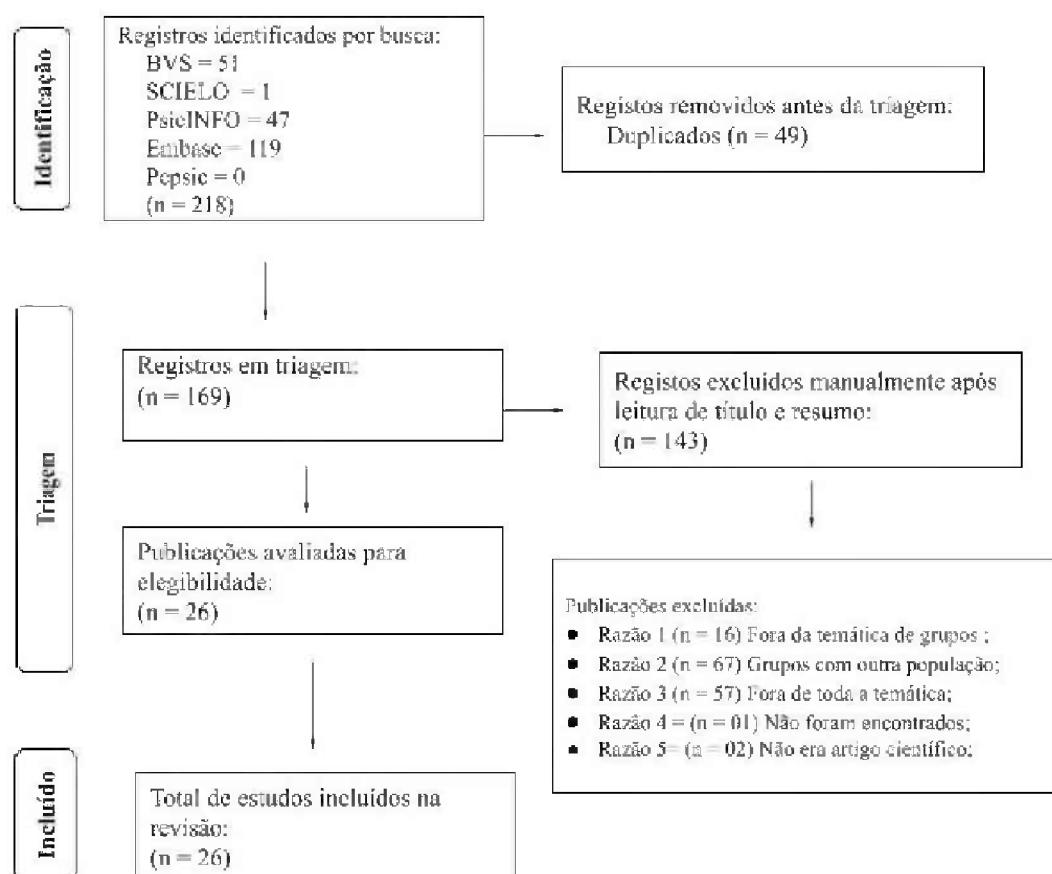 Identificação
Registros identificados por busca:
BVS = 51
SCIELO = 1
PsicINFO = 47
Embase = 119
Pepsic = 0
(n = 218)
Registos removidos antes da triagem:
Duplicados (n = 49)
Triagem
Registros em triagem:
(n = 169)
Registos excluídos manualmente após
leitura de título e resumo:
(n = 143)
Publicações avaliadas para
elegibilidade:
(n = 26)
Publicações excluídas:
• Razão 1 (n = 16) Fora da temática de grupos ;
• Razão 2 (n = 67) Grupos com outra população;
• Razão 3 (n = 57) Fora de toda a temática;
• Razão 4 = (n = 01) Não foram encontrados;
• Razão 5= (n = 02) Não era artigo científico;
Incluído
Total de estudos incluídos na
revisão:
(n = 26)